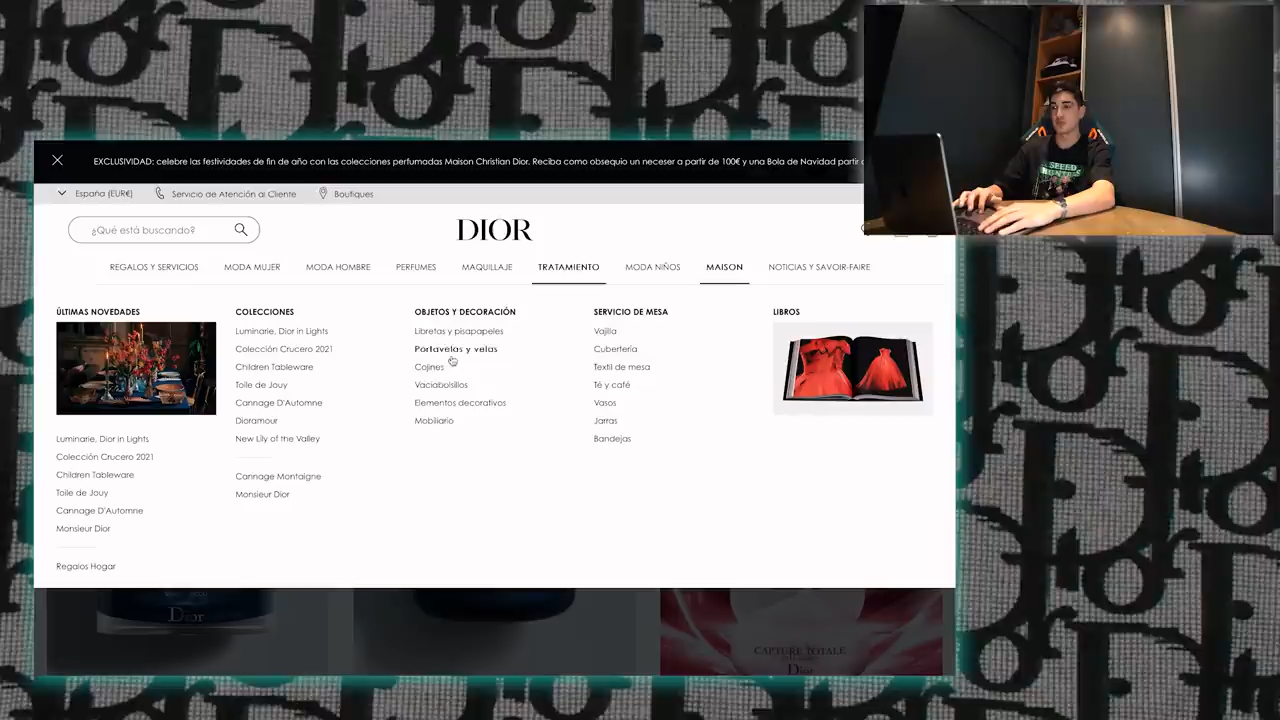 EXCLUSIVIDAD: celebre las festividades de fin de año con las colecciones perfumadas Maison Christian Dior. Reciba como obsequio un neceser a partir de 100€ y una Bola de Navidad partir
España (EUR€)
Servicio de Atención al Cliente
Boutiques
¿Qué está buscando?
DIOR
REGALOS Y SERVICIOS
MODA MUJER
MODA HOMBRE
PERFUMES
MAQUILLAJE
TRATAMIENTO
MODA NIÑOS
MAISON
NOTICIAS Y SAVOIR-FAIRE
ÚLTIMAS NOVEDADES
Luminarie, Dior in Lights
Colección Crucero 2021
Children Tableware
Toile de Jouy
Cannage D'Automne
Monsieur Dior
Regalos Hogar
COLECCIONES
Luminarie, Dior in Lights
Colección Crucero 2021
Children Tableware
Toile de Jouy
Cannage D'Automne
Dioramour
New Lily of the Valley
Cannage Montaigne
Monsieur Dior
OBJETOS Y DECORACIÓN
Libretas y pisapapeles
Portavelas y velas
Cojines
Vaciabolsillos
Elementos decorativos
Mobiliario
SERVICIO DE MESA
Vajilla
Cubertería
Textil de mesa
Té y café
Vasos
Jarras
Bandejas
LIBROS
Dior
CAPTURE TOTALE
Dior
SPEED
HUNTERS